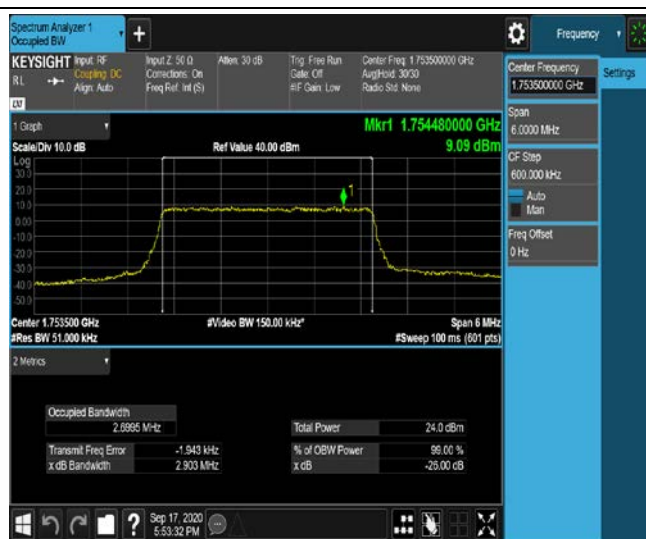 Spectrum Analyzer 1
Occupied BW
+
Frequency
KEYSIGHT
RL
Input: RF
Coupling: DC
Align: Auto
Input Z: 50 Ω
Corrections: On
Freq Ref: Int (S)
Atten: 30 dB
Trig: Free Run
Gate: Off
#IF Gain: Low
Center Freq: 1.753500000 GHz
Avg|Hold: 30/30
Radio Std: None
Center Frequency
1.753500000 GHz
Settings
Span
6.0000 MHz
CF Step
600.000 kHz
Auto
Man
Freq Offset
0 Hz
1 Graph
Mkr1 1.754480000 GHz
Scale/Div 10.0 dB
Ref Value 40.00 dBm
9.09 dBm
Log
30.0
20.0
10.0
0.00
-10.0
-20.0
-30.0
-40.0
-50.0
1
Center 1.753500 GHz
#Video BW 150.00 kHz*
Span 6 MHz
#Res BW 51.000 kHz
#Sweep 100 ms (601 pts)
2 Metrics
Occupied Bandwidth
2.6995 MHz
Total Power
24.0 dBm
Transmit Freq Error
-1.943 kHz
% of OBW Power
99.00 %
x dB Bandwidth
2.903 MHz
x dB
-26.00 dB
?
Sep 17, 2020
5:53:32 PM